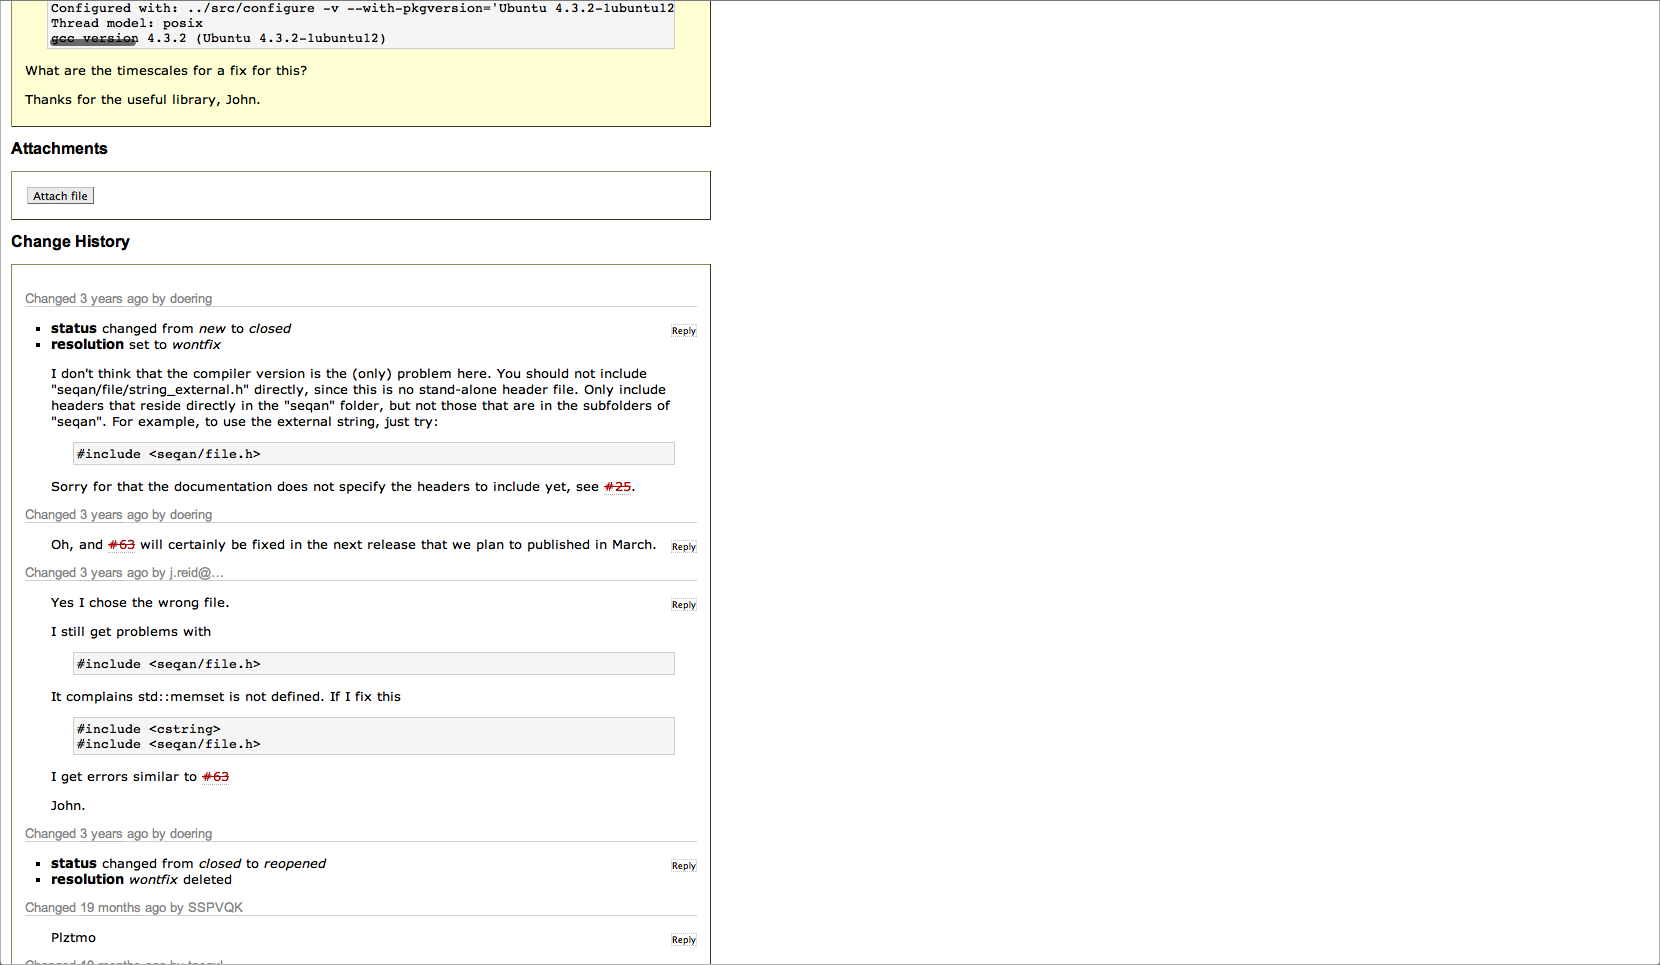 Configured with: ../src/configure -v --with-pkgversion='Ubuntu 4.3.2-1ubuntu12
Thread model: posix
gcc version 4.3.2 (Ubuntu 4.3.2-1ubuntu12)
What are the timescales for a fix for this?
Thanks for the useful library, John.
Attachments
Attach file
Change History
Changed 3 years ago by doering
status changed from new to closed
Reply
resolution set to wontfix
I don't think that the compiler version is the (only) problem here. You should not include
"seqan/file/string_external.h" directly, since this is no stand-alone header file. Only include
headers that reside directly in the "seqan" folder, but not those that are in the subfolders of
"seqan". For example, to use the external string, just try:
#include <seqan/file.h>
Sorry for that the documentation does not specify the headers to include yet, see #25.
Changed 3 years ago by doering
Oh, and #63 will certainly be fixed in the next release that we plan to published in March.
Reply
Changed 3 years ago by j.reid@…
Yes I chose the wrong file.
Reply
I still get problems with
#include <seqan/file.h>
It complains std::memset is not defined. If I fix this
#include <cstring>
#include <seqan/file.h>
I get errors similar to #63
John.
Changed 3 years ago by doering
status changed from closed to reopened
Reply
resolution wontfix deleted
Changed 19 months ago by SSPVQK
Plztmo
Reply
Changed 19 months ago by